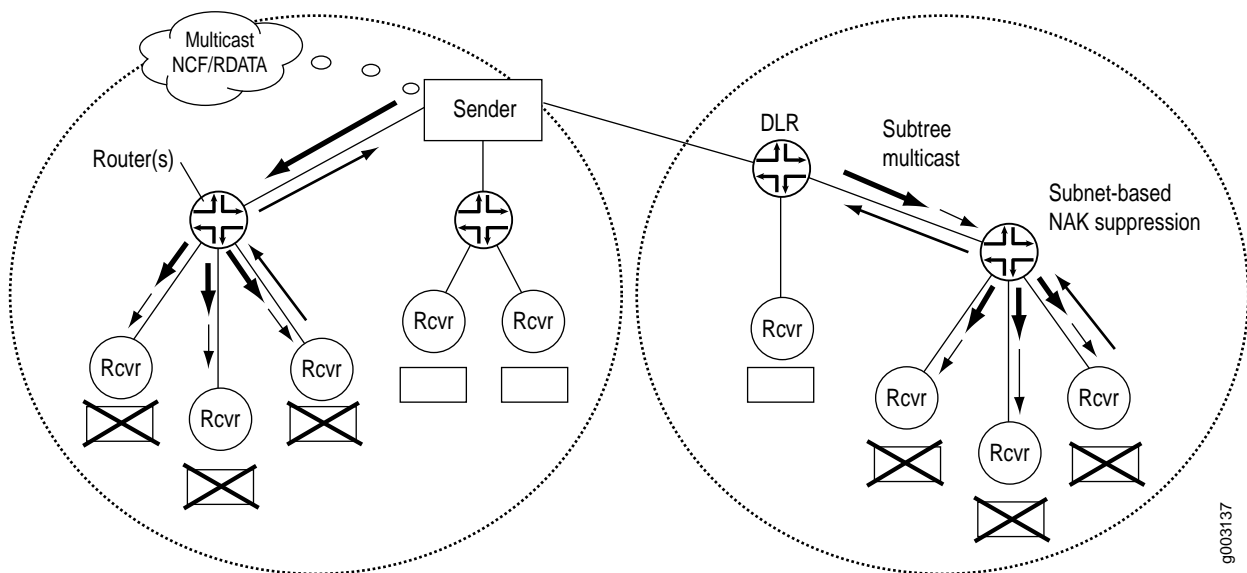 Multicast
NCF/RDATA
Sender
Router(s)
DLR
Subtree
multicast
Subnet-based
NAK suppression
Rcvr
Rcvr
Rcvr
Rcvr
Rcvr
Rcvr
Rcvr
Rcvr
Rcvr
g003137